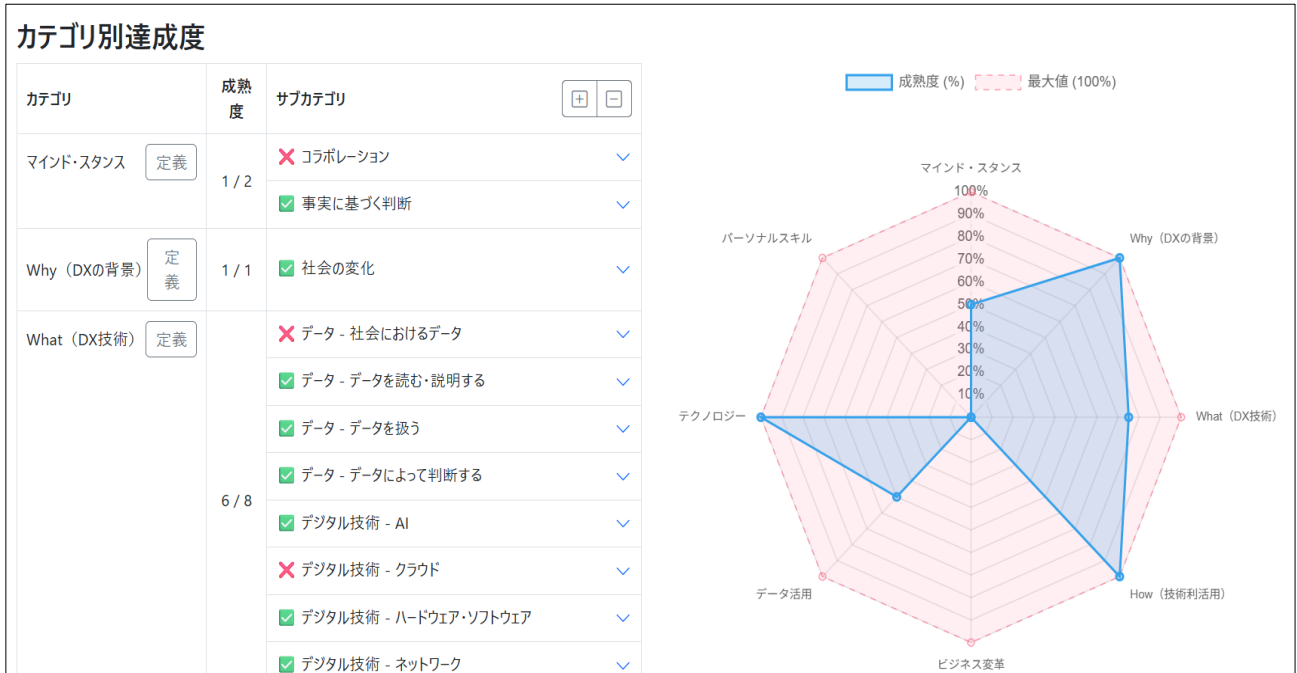 カテゴリ別達成度
カテゴリ
成熟
度
サブカテゴリ
マインド・スタンス
定義
1 / 2
コラボレーション
事実に基づく判断
Why（DXの背景）
定
義
1 / 1
社会の変化
What（DX技術）
定義
6 / 8
データ - 社会におけるデータ
データ - データを読む・説明する
データ - データを扱う
データ - データによって判断する
デジタル技術 - AI
デジタル技術 - クラウド
デジタル技術 - ハードウェア・ソフトウェア
デジタル技術 - ネットワーク
成熟度 (%)
最大値 (100%)
マインド・スタンス
100%
90%
80%
70%
60%
50%
40%
30%
20%
10%
Why（DXの背景）
What（DX技術）
How（技術利活用）
ビジネス変革
データ活用
テクノロジー
パーソナルスキル